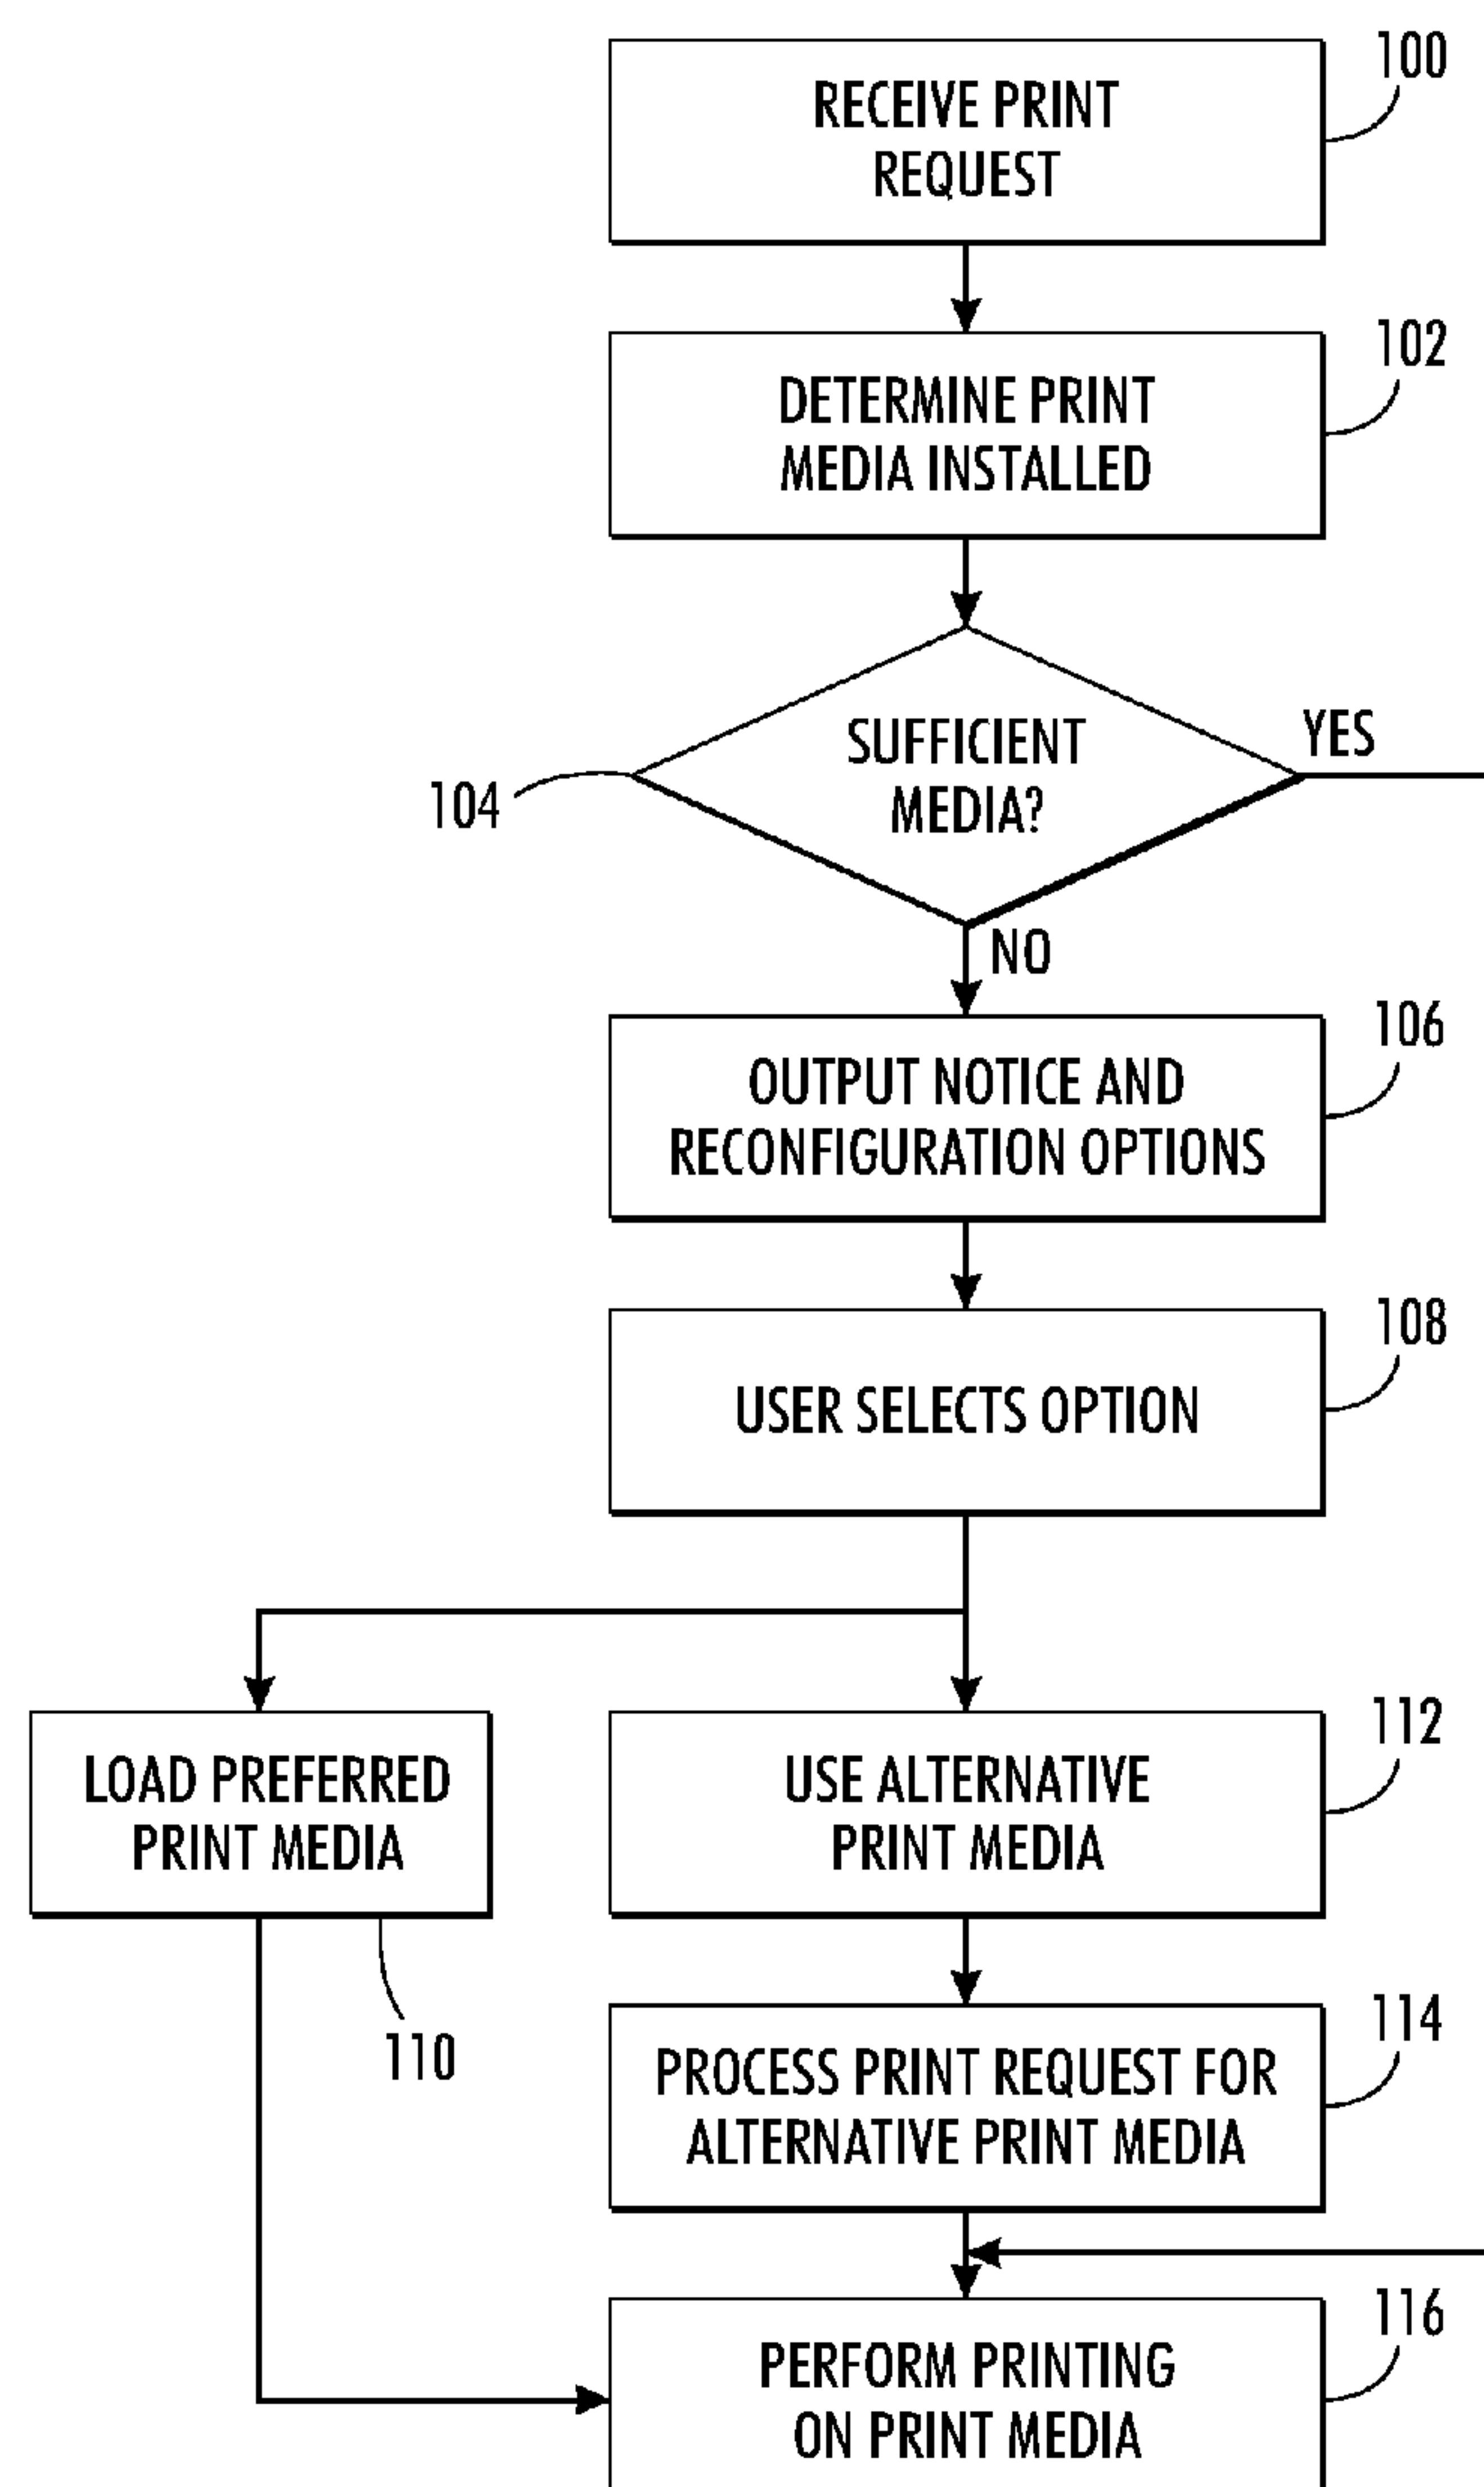 100
RECEIVE PRINT
REQUEST
102
DETERMINE PRINT
MEDIA INSTALLED
YES
SUFFICIENT
MEDIA?
104
NO
106
OUTPUT NOTICE AND
RECONFIGURATION OPTIONS
108
USER SELECTS OPTION
LOAD PREFERRED
PRINT MEDIA
110
112
USE ALTERNATIVE
PRINT MEDIA
114
PROCESS PRINT REQUEST FOR
ALTERNATIVE PRINT MEDIA
116
PERFORM PRINTING
ON PRINT MEDIA